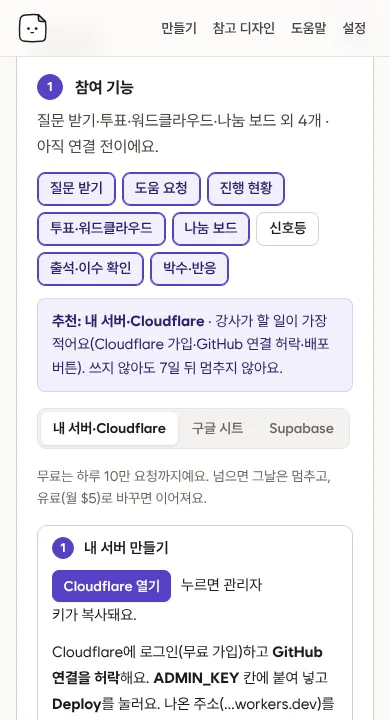 만들기 참고 디자인 도움말 설정
1 참여 기능
질문 받기·투표·워드클라우드·나눔 보드 외 4개 ·
아직 연결 전이에요.
질문 받기 도움 요청 진행 현황
투표·워드클라우드 나눔 보드 신호등
출석·이수 확인 박수·반응
추천: 내 서버·Cloudflare · 강사가 할 일이 가장
적어요(Cloudflare 가입·GitHub 연결 허락·배포
버튼). 쓰지 않아도 7일 뒤 멈추지 않아요.
내 서버·Cloudflare 구글 시트 Supabase
무료는 하루 10만 요청까지예요. 넘으면 그날은 멈추고,
유료(월 $5)로 바꾸면 이어져요.
1 내 서버 만들기
Cloudflare 열기 누르면 관리자
키가 복사돼요.
Cloudflare에 로그인(무료 가입)하고 GitHub
연결을 허락해요. ADMIN_KEY 칸에 붙여 넣고
Deploy를 눌러요. 나온 주소(…workers.dev)를